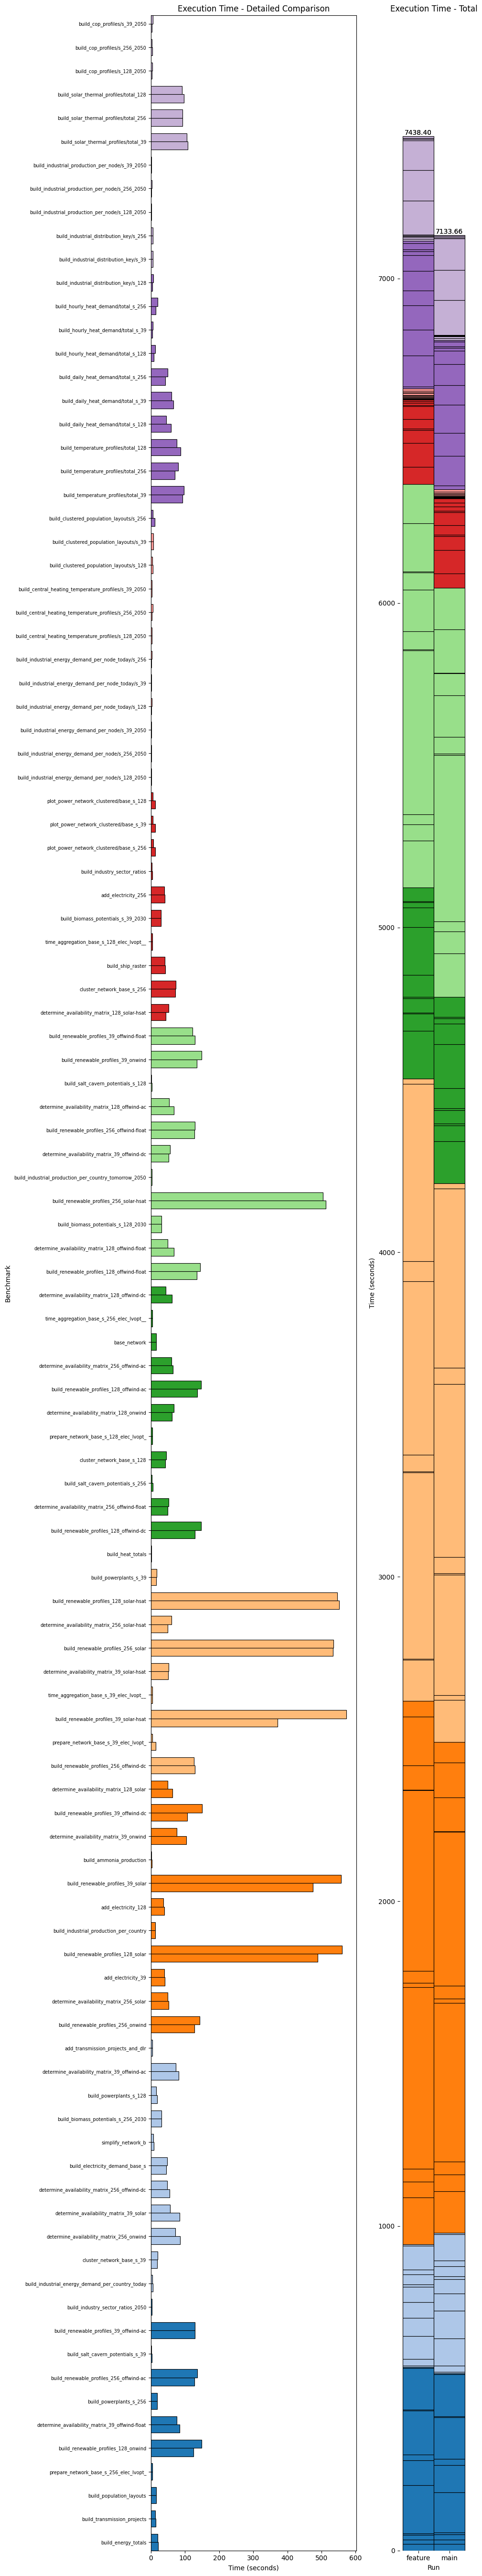 Execution Time - Detailed Comparison
build_cop_profiles/s_39_2050
build_cop_profiles/s_256_2050
build_cop_profiles/s_128_2050
build_solar_thermal_profiles/total_128
build_solar_thermal_profiles/total_256
build_solar_thermal_profiles/total_39
build_industrial_production_per_node/s_39_2050
build_industrial_production_per_node/s_256_2050
build_industrial_production_per_node/s_128_2050
build_industrial_distribution_key/s_256
build_industrial_distribution_key/s_39
build_industrial_distribution_key/s_128
build_hourly_heat_demand/total_s_256
build_hourly_heat_demand/total_s_39
build_hourly_heat_demand/total_s_128
build_daily_heat_demand/total_s_256
build_daily_heat_demand/total_s_39
build_daily_heat_demand/total_s_128
build_temperature_profiles/total_128
build_temperature_profiles/total_256
build_temperature_profiles/total_39
build_clustered_population_layouts/s_256
build_clustered_population_layouts/s_39
build_clustered_population_layouts/s_128
build_central_heating_temperature_profiles/s_39_2050
build_central_heating_temperature_profiles/s_256_2050
build_central_heating_temperature_profiles/s_128_2050
build_industrial_energy_demand_per_node_today/s_256
build_industrial_energy_demand_per_node_today/s_39
build_industrial_energy_demand_per_node_today/s_128
build_industrial_energy_demand_per_node/s_39_2050
build_industrial_energy_demand_per_node/s_256_2050
build_industrial_energy_demand_per_node/s_128_2050
plot_power_network_clustered/base_s_128
plot_power_network_clustered/base_s_39
plot_power_network_clustered/base_s_256
build_industry_sector_ratios
add_electricity_256
build_biomass_potentials_s_39_2030
time_aggregation_base_s_128_elec_lvopt__
build_ship_raster
cluster_network_base_s_256
determine_availability_matrix_128_solar-hsat
build_renewable_profiles_39_offwind-float
build_renewable_profiles_39_onwind
build_salt_cavern_potentials_s_128
determine_availability_matrix_128_offwind-ac
build_renewable_profiles_256_offwind-float
determine_availability_matrix_39_offwind-dc
build_industrial_production_per_country_tomorrow_2050
build_renewable_profiles_256_solar-hsat
build_biomass_potentials_s_128_2030
determine_availability_matrix_128_offwind-float
build_renewable_profiles_128_offwind-float
determine_availability_matrix_128_offwind-dc
time_aggregation_base_s_256_elec_lvopt__
base_network
determine_availability_matrix_256_offwind-ac
build_renewable_profiles_128_offwind-ac
determine_availability_matrix_128_onwind
prepare_network_base_s_128_elec_lvopt_
cluster_network_base_s_128
build_salt_cavern_potentials_s_256
determine_availability_matrix_256_offwind-float
build_renewable_profiles_128_offwind-dc
build_heat_totals
build_powerplants_s_39
build_renewable_profiles_128_solar-hsat
determine_availability_matrix_256_solar-hsat
build_renewable_profiles_256_solar
determine_availability_matrix_39_solar-hsat
time_aggregation_base_s_39_elec_lvopt__
build_renewable_profiles_39_solar-hsat
prepare_network_base_s_39_elec_lvopt_
build_renewable_profiles_256_offwind-dc
determine_availability_matrix_128_solar
build_renewable_profiles_39_offwind-dc
determine_availability_matrix_39_onwind
build_ammonia_production
build_renewable_profiles_39_solar
add_electricity_128
build_industrial_production_per_country
build_renewable_profiles_128_solar
add_electricity_39
determine_availability_matrix_256_solar
build_renewable_profiles_256_onwind
add_transmission_projects_and_dlr
determine_availability_matrix_39_offwind-ac
build_powerplants_s_128
build_biomass_potentials_s_256_2030
simplify_network_b
build_electricity_demand_base_s
determine_availability_matrix_256_offwind-dc
determine_availability_matrix_39_solar
determine_availability_matrix_256_onwind
cluster_network_base_s_39
build_industrial_energy_demand_per_country_today
build_industry_sector_ratios_2050
build_renewable_profiles_39_offwind-ac
build_salt_cavern_potentials_s_39
build_renewable_profiles_256_offwind-ac
build_powerplants_s_256
determine_availability_matrix_39_offwind-float
build_renewable_profiles_128_onwind
prepare_network_base_s_256_elec_lvopt_
build_population_layouts
build_transmission_projects
build_energy_totals
Benchmark
0 100 200 300 400 500 600
Time (seconds)
Execution Time - Total
7438.40
7133.66
7000
6000
5000
4000
3000
2000
1000
0
Time (seconds)
feature main
Run